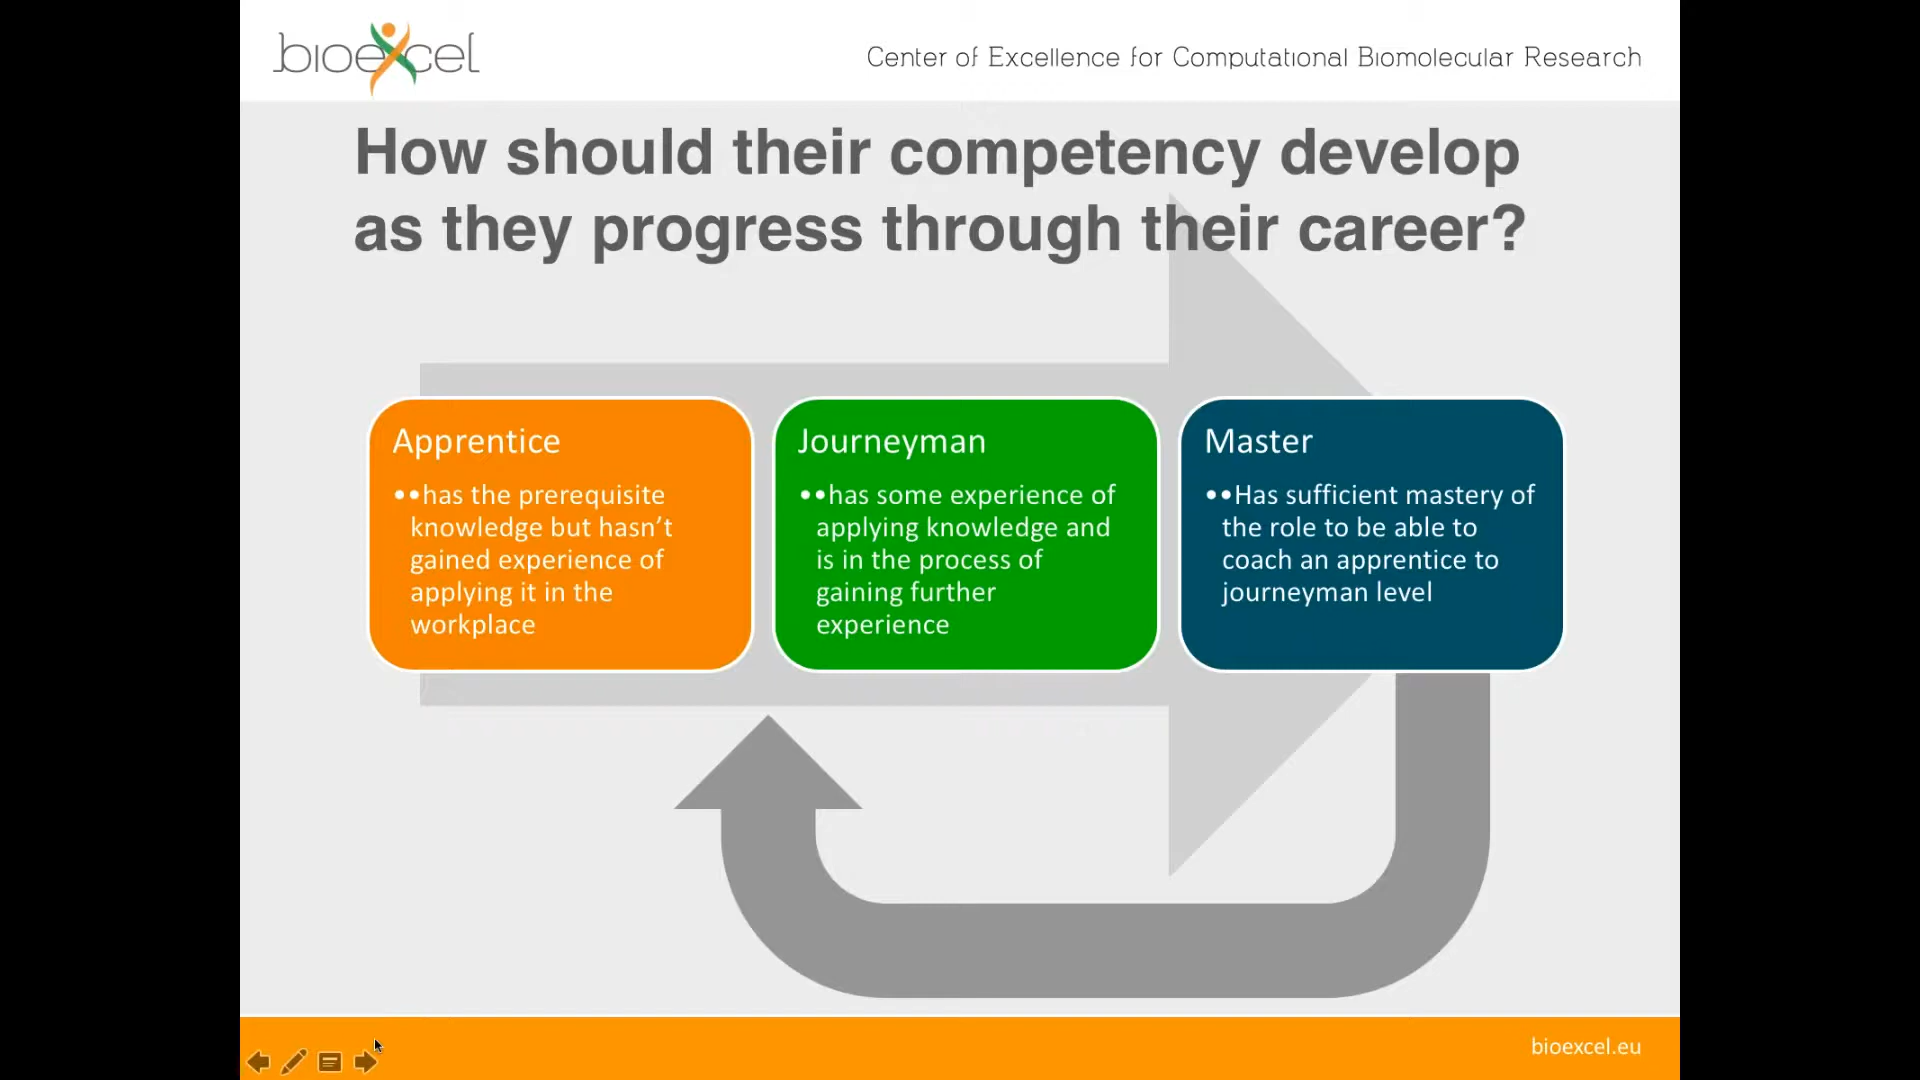 bioexcel
Center of Excellence for Computational Biomolecular Research
How should their competency develop
as they progress through their career?
Apprentice
••has the prerequisite
knowledge but hasn’t
gained experience of
applying it in the
workplace
Journeyman
••has some experience of
applying knowledge and
is in the process of
gaining further
experience
Master
••Has sufficient mastery of
the role to be able to
coach an apprentice to
journeyman level
bioexcel.eu